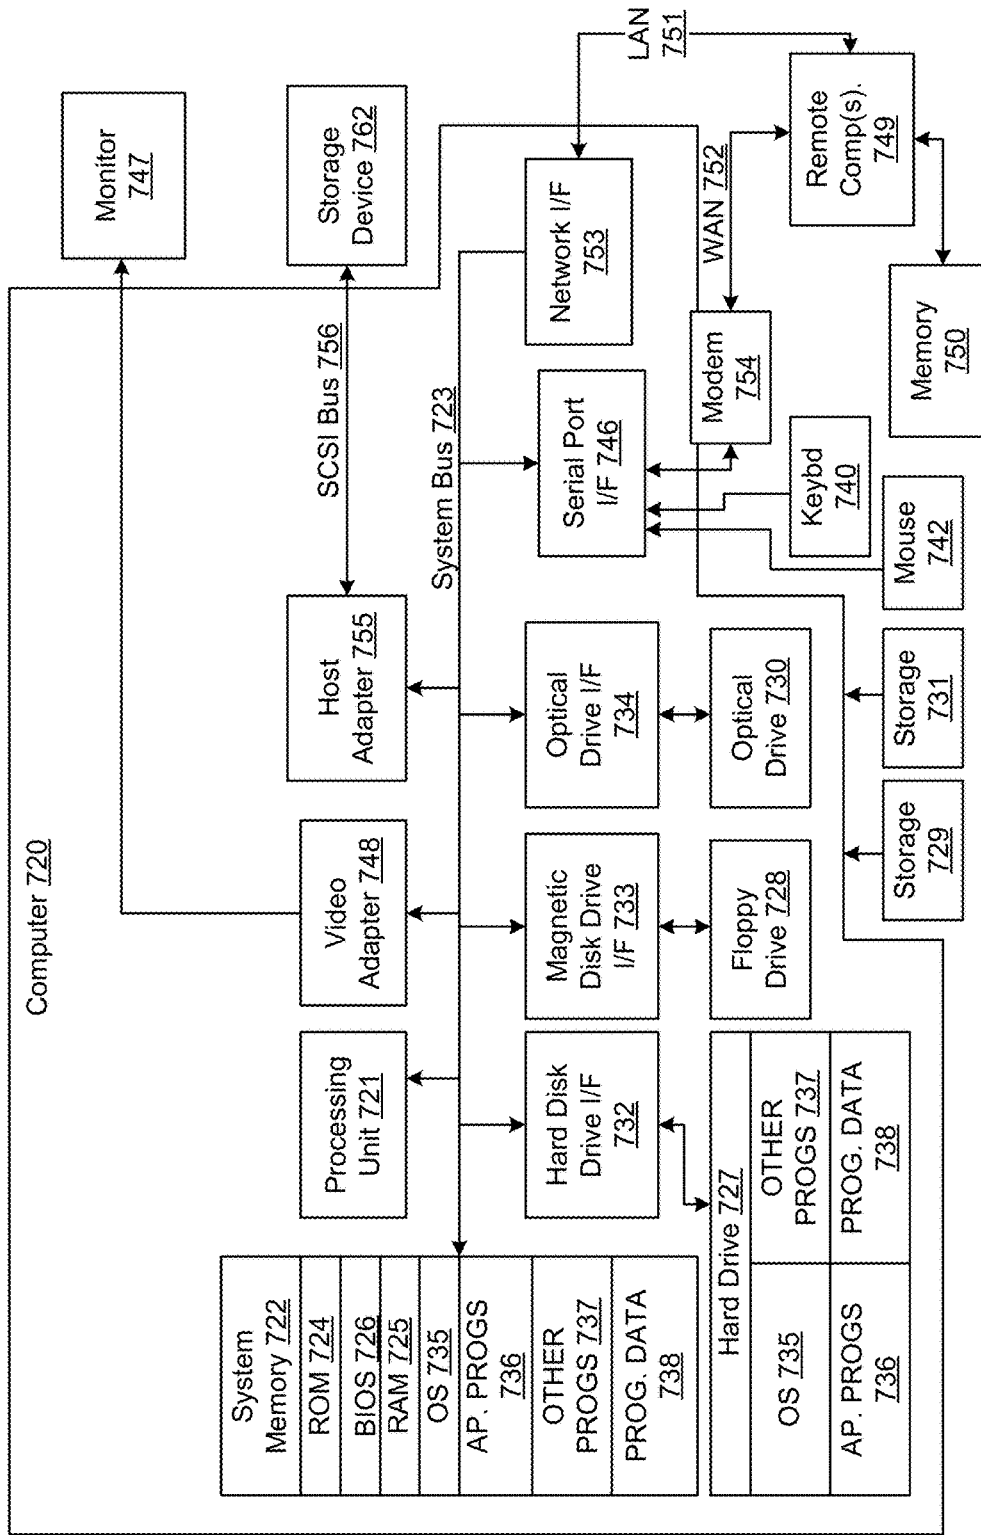 Computer 720
Monitor
747
System
Memory 722
ROM 724
BIOS 726
RAM 725
OS 735
AP. PROGS
736
OTHER
PROGS 737
PROG. DATA
738
Processing
Unit 721
Video
Adapter 748
Host
Adapter 755
SCSI Bus 756
Storage
Device 762
System Bus 723
Hard Disk
Drive I/F
732
Magnetic
Disk Drive
I/F 733
Optical
Drive I/F
734
Serial Port
I/F 746
Network I/F
753
LAN
751
Hard Drive 727
OS 735
OTHER
PROGS 737
AP. PROGS
736
PROG. DATA
738
Floppy
Drive 728
Optical
Drive 730
Modem
754
WAN 752
Remote
Comp(s).
749
Storage
729
Storage
731
Mouse
742
Keybd
740
Memory
750